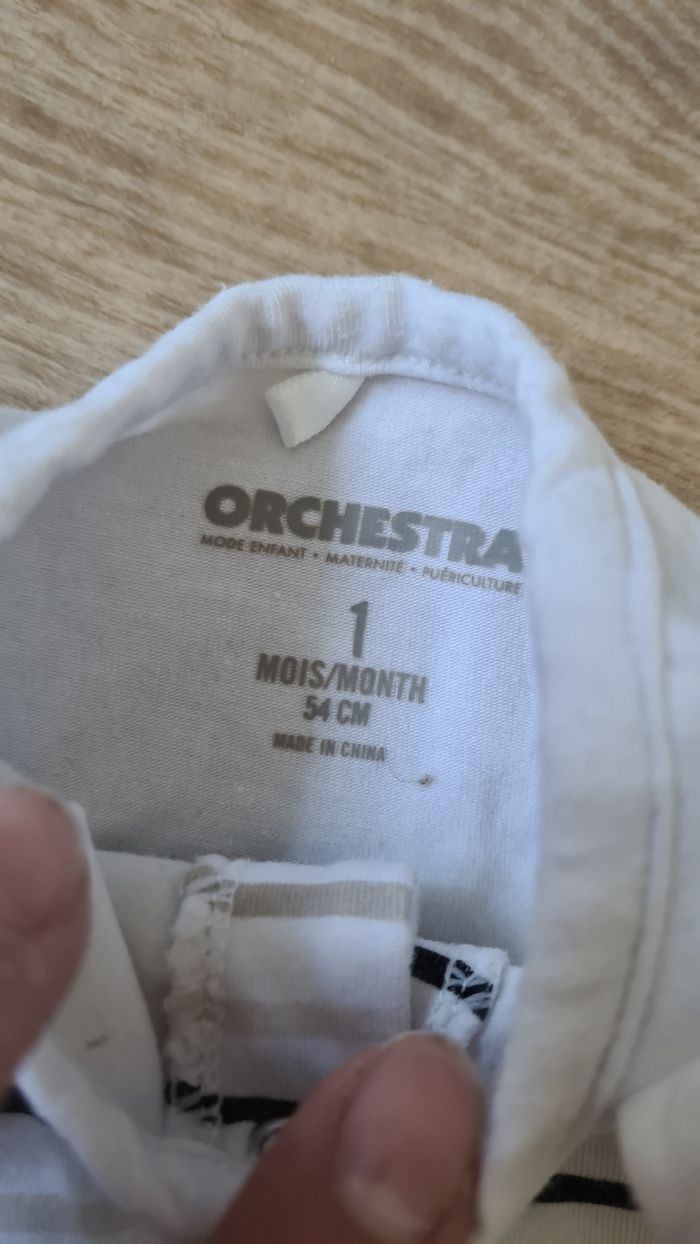 ORCHESTRA
MODE ENFANT • MATERNITÉ • PUÉRICULTURE
1
MOIS/MONTH
54 CM
MADE IN CHINA